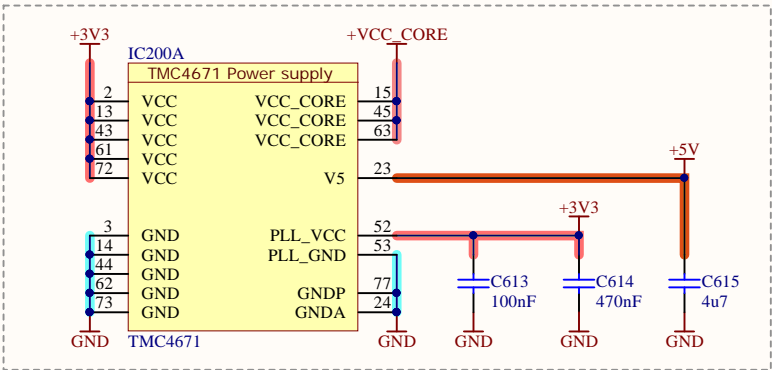 +3V3
+VCC_CORE
IC200A
TMC4671 Power supply
2 VCC VCC_CORE 15
13 VCC VCC_CORE 45
43 VCC VCC_CORE 63
61 VCC
72 VCC V5 23
+5V
+3V3
3 GND PLL_VCC 52
14 GND PLL_GND 53
44 GND
62 GND GNDP 77
73 GND GNDA 24
C613
100nF
C614
470nF
C615
4u7
GND
TMC4671
GND
GND
GND
GND